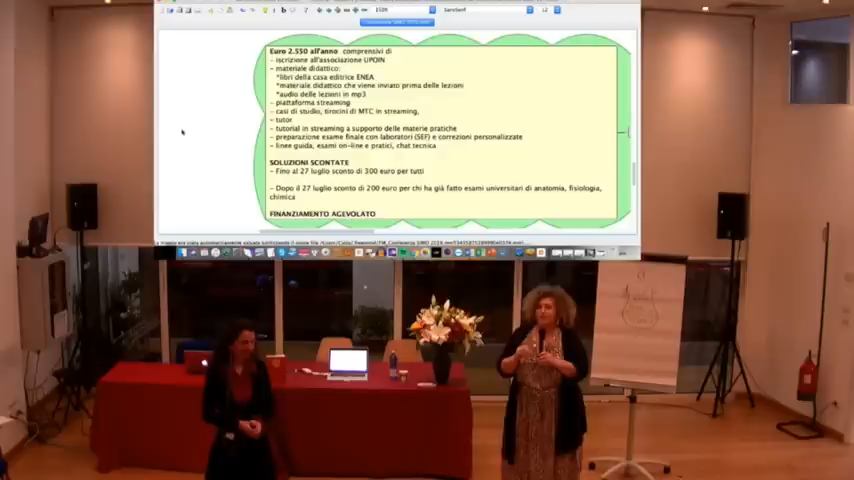 Euro 2.550 all'anno comprensivi di
- iscrizione all'associazione UPOIN
- materiale didattico:
*libri della casa editrice ENEA
*materiale didattico che viene inviato prima delle lezioni
*audio delle lezioni in mp3
- piattaforma streaming
- casi di studio, tirocini di MTC in streaming,
- tutor
- tutorial in streaming a supporto delle materie pratiche
- preparazione esame finale con laboratori (SEF) e correzioni personalizzate
- linee guida, esami on-line e pratici, chat tecnica
SOLUZIONI SCONTATE
- Fino al 27 luglio sconto di 300 euro per tutti
- Dopo il 27 luglio sconto di 200 euro per chi ha già fatto esami universitari di anatomia, fisiologia,
chimica
FINANZIAMENTO AGEVOLATO